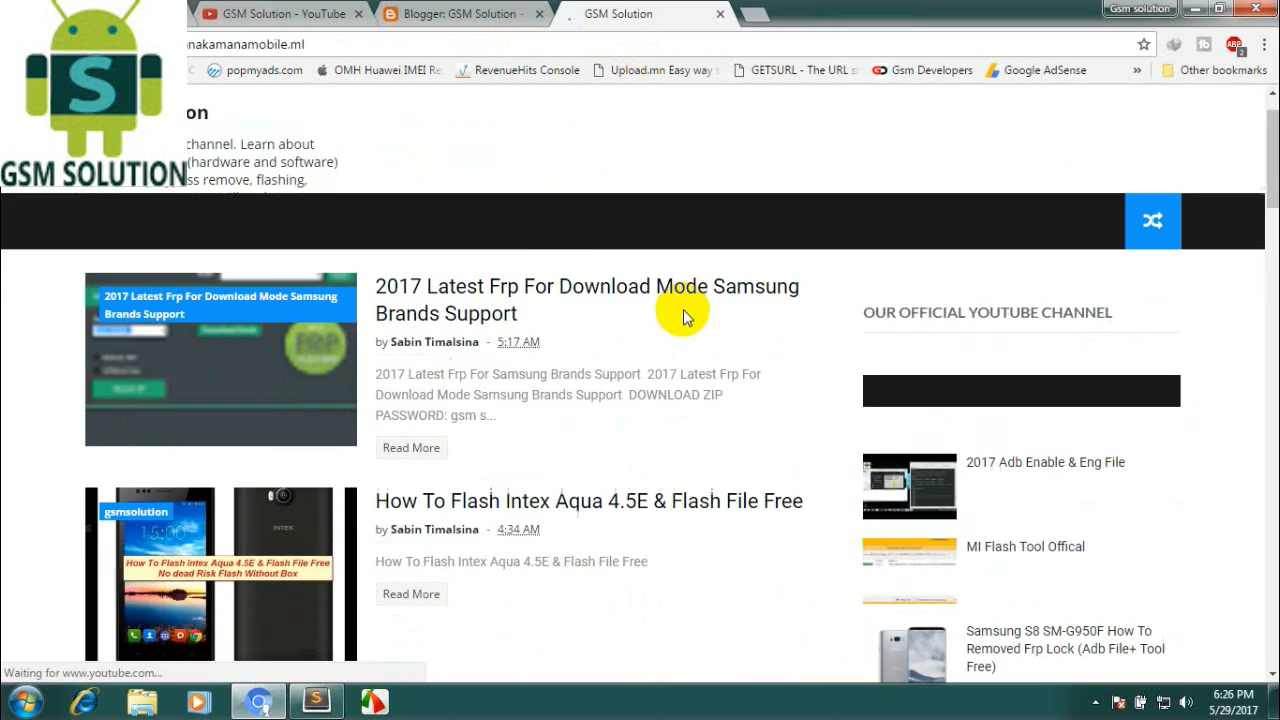 GSM Solution - YouTube
Blogger: GSM Solution -
GSM Solution
Gsm solution
nakamanamobile.ml
ABP
2
popmyads.com
OMH Huawei IMEI Re
RevenueHits Console
Upload.mn Easy way t
GETSURL - The URL s
Gsm Developers
Google AdSense
»
Other bookmarks
S
GSM SOLUTION
on
channel. Learn about
(hardware and software)
ss remove, flashing,
2017 Latest Frp For Download Mode Samsung
Brands Support
2017 Latest Frp For Download Mode Samsung
Brands Support
by Sabin Timalsina - 5:17 AM
2017 Latest Frp For Samsung Brands Support 2017 Latest Frp For
Download Mode Samsung Brands Support DOWNLOAD ZIP
PASSWORD: gsm s...
Read More
gsmsolution
15:00
INTEX
How To Flash Intex Aqua 4.5E & Flash File Free
No dead Risk Flash Without Box
How To Flash Intex Aqua 4.5E & Flash File Free
by Sabin Timalsina - 4:34 AM
How To Flash Intex Aqua 4.5E & Flash File Free
Read More
OUR OFFICIAL YOUTUBE CHANNEL
2017 Adb Enable & Eng File
MI Flash Tool Offical
Samsung S8 SM-G950F How To
Removed Frp Lock (Adb File+ Tool
Free)
Waiting for www.youtube.com...
6:26 PM
5/29/2017